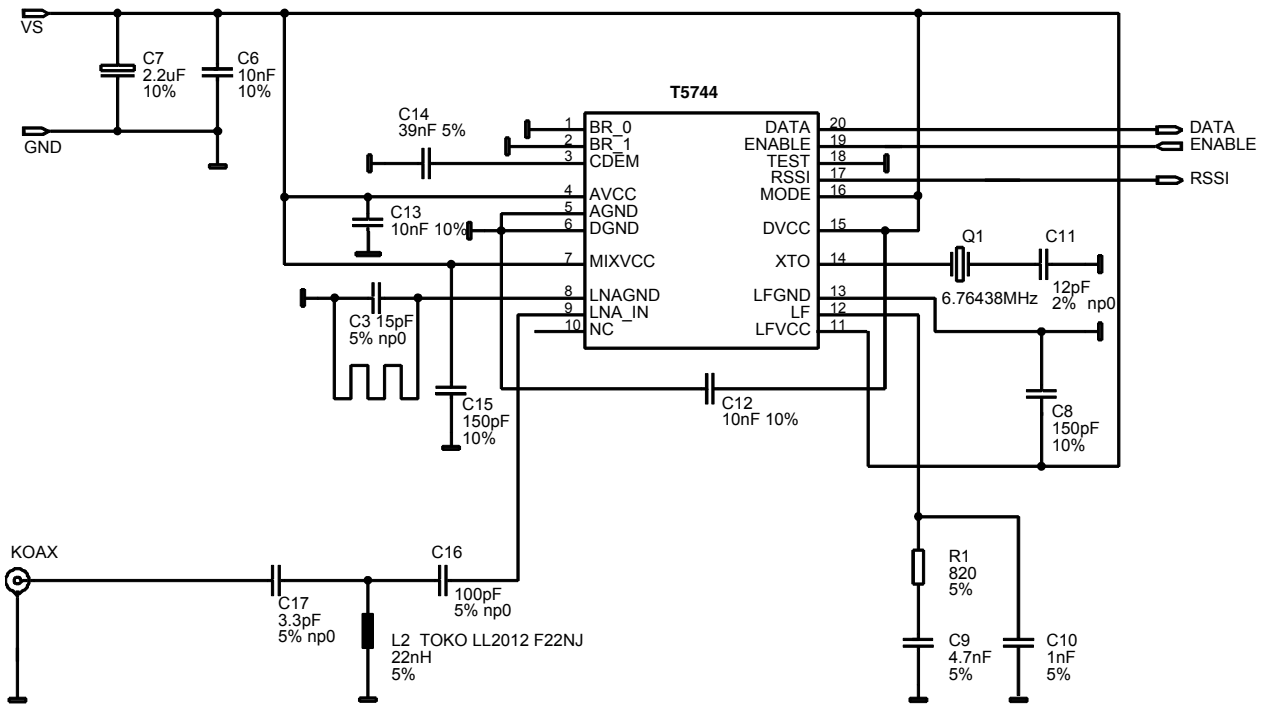 VS
C7
2.2uF
10%
C6
10nF
10%
GND
T5744
C14
39nF 5%
1 BR_0
2 BR_1
3 CDEM
4 AVCC
5 AGND
6 DGND
7 MIXVCC
8 LNAGND
9 LNA_IN
10 NC
DATA 20
ENABLE 19
TEST 18
RSSI 17
MODE 16
DVCC 15
XTO 14
LFGND 13
LF 12
LFVCC 11
DATA
ENABLE
RSSI
C13
10nF 10%
Q1
6.76438MHz
C11
12pF
2% np0
C3 15pF
5% np0
C15
150pF
10%
C12
10nF 10%
C8
150pF
10%
KOAX
C17
3.3pF
5% np0
C16
100pF
5% np0
L2 TOKO LL2012 F22NJ
22nH
5%
R1
820
5%
C9
4.7nF
5%
C10
1nF
5%